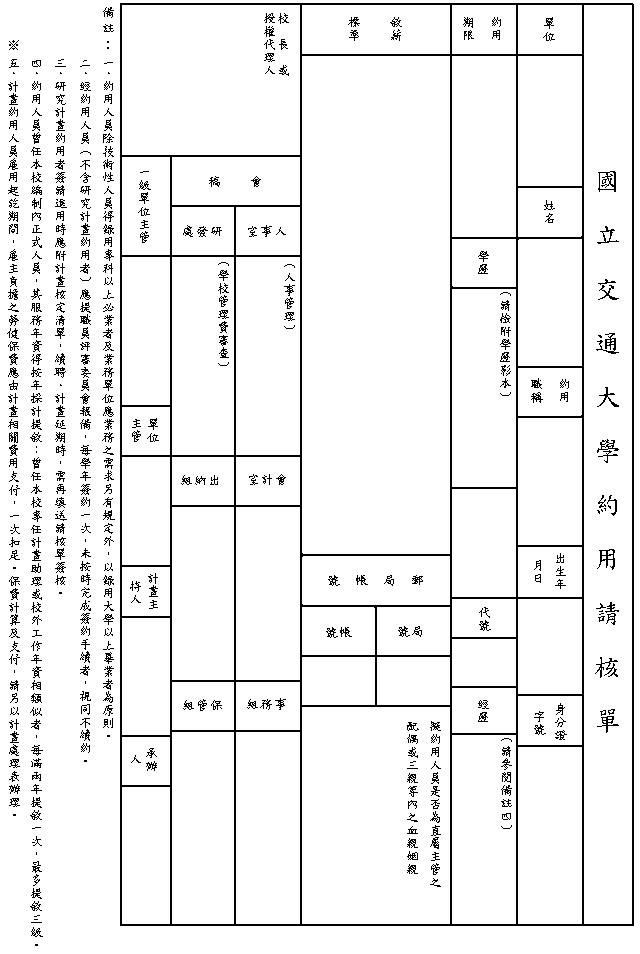 國立交通大學約用請核單
單位
姓名
約用職稱
出生年月日
身分證字號
約用期限
學歷
(請檢附學歷影本)
代號
經歷
(請參閱備註四)
敘薪標準
郵局帳號
局號
帳號
擬約用人員是否為直屬主管之
配偶或三親等內之血親姻親
會稿
人事室
(人事管理)
會計室
事務組
研發處
(學校管理費審查)
出納組
保管組
校長或
授權代理人
一級單位主管
單位主管
計畫主持人
承辦人
備註:一、約用人員除技術性人員得錄用專科以上必業者及業務單位應業務之需求另有規定外,以錄用大學以上畢業者為原則。
二、經約用人員(不含研究計畫約用者)應提職員評審委員會報備,每學年簽約一次,未按時完成簽約手續者,視同不續約。
三、研究計畫約用者簽請進用時應附計畫核定清單,續聘、計畫延期時,需再填送請核單簽核。
四、約用人員曾任本校編制內正式人員,其服務年資得按年採計提敘;曾任本校專任計畫助理或校外工作年資相類似者,每滿兩年提敘一次,最多提敘三級。
※五、計畫約用人員雇用起訖期間,雇主負擔之勞健保費應由計畫相關費用支付,一次扣足。保費計算及支付,請另以計畫處理表辦理。